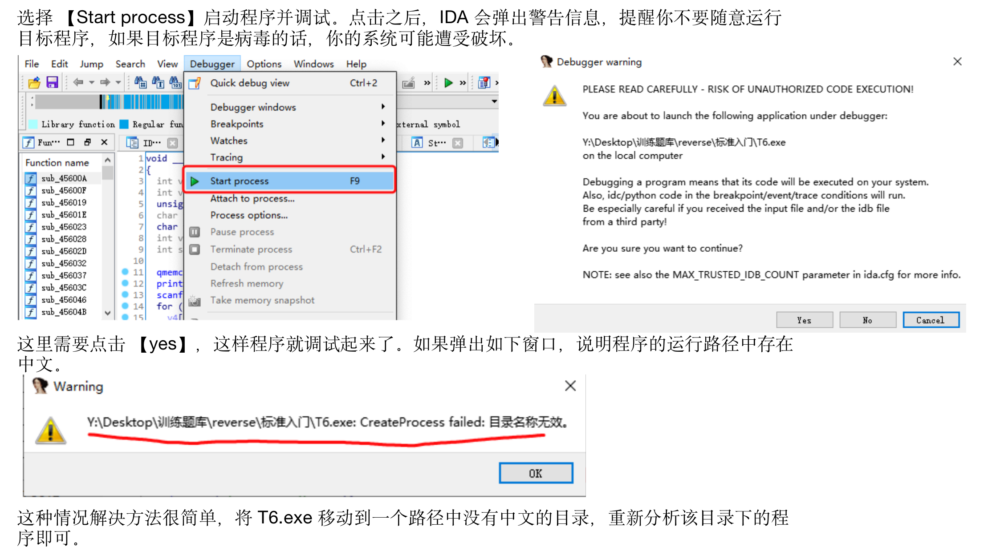 选择 【Start process】启动程序并调试。点击之后，IDA 会弹出警告信息，提醒你不要随意运行
目标程序，如果目标程序是病毒的话，你的系统可能遭受破坏。
File Edit Jump Search View Debugger Options Windows Help
Quick debug view Ctrl+2
Debugger windows
Breakpoints
Watches
Tracing
Start process F9
Attach to process...
Process options...
Pause process
Terminate process Ctrl+F2
Detach from process
Refresh memory
Take memory snapshot
Library function Regular fun
xternal symbol
Fun··· ID··· St···
Function name
sub_45600A
sub_45600F
sub_456019
sub_45601E
sub_456023
sub_456028
sub_45602D
sub_456032
sub_456037
sub_45603C
sub_456046
sub_45604B
1 void __
2 {
3 int v
4 int v
5 unsig
6 char
7 char
8 int v
9 int s
10
11 qmemc
12 print
13 scanf
14 for (
15 v4[
Debugger warning
PLEASE READ CAREFULLY - RISK OF UNAUTHORIZED CODE EXECUTION!
You are about to launch the following application under debugger:
Y:\Desktop\训练题库\reverse\标准入门\T6.exe
on the local computer
Debugging a program means that its code will be executed on your system.
Also, idc/python code in the breakpoint/event/trace conditions will run.
Be especially careful if you received the input file and/or the idb file
from a third party!
Are you sure you want to continue?
NOTE: see also the MAX_TRUSTED_IDB_COUNT parameter in ida.cfg for more info.
Yes No Cancel
这里需要点击 【yes】，这样程序就调试起来了。如果弹出如下窗口，说明程序的运行路径中存在
中文。
Warning
Y:\Desktop\训练题库\reverse\标准入门\T6.exe: CreateProcess failed: 目录名称无效。
OK
这种情况解决方法很简单，将 T6.exe 移动到一个路径中没有中文的目录，重新分析该目录下的程
序即可。